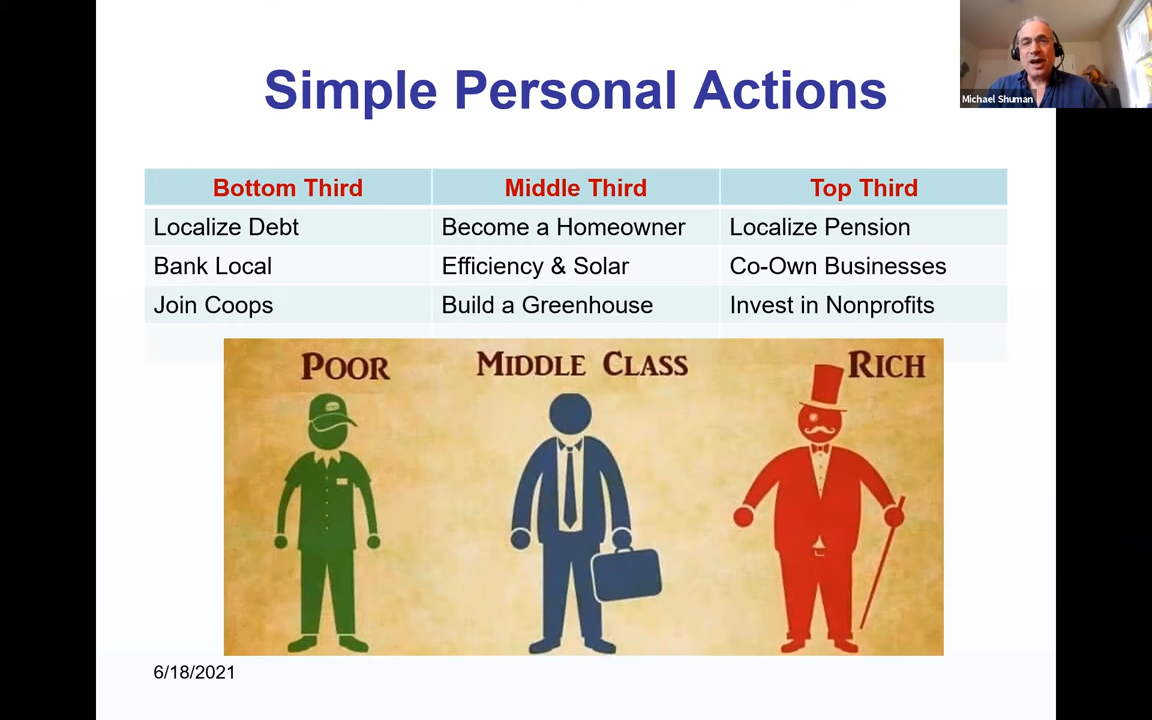 Simple Personal Actions
Michael Shuman
Bottom Third Middle Third Top Third
Localize Debt Become a Homeowner Localize Pension
Bank Local Efficiency & Solar Co-Own Businesses
Join Coops Build a Greenhouse Invest in Nonprofits
POOR MIDDLE CLASS RICH
6/18/2021